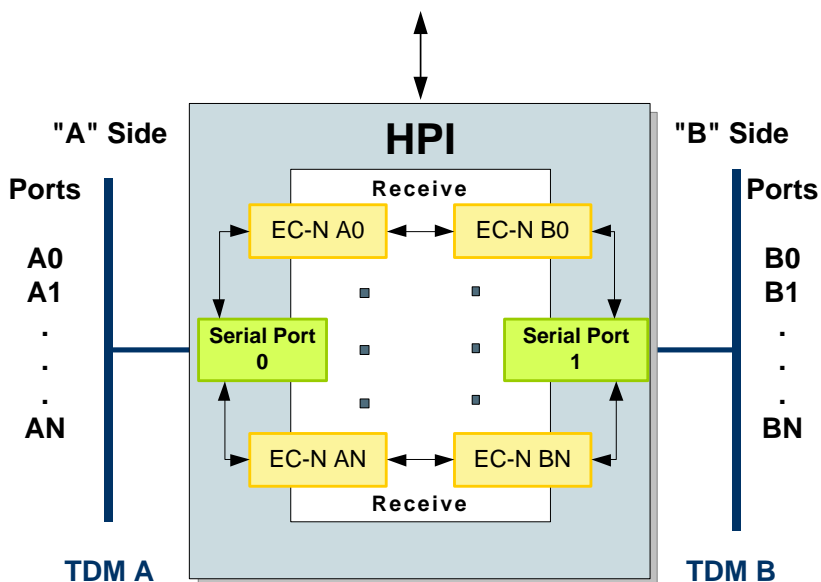 "A" Side
HPI
"B" Side
Ports
Receive
Ports
EC-N A0
EC-N B0
A0
B0
A1
B1
.
.
Serial Port
0
Serial Port
1
.
.
.
.
AN
BN
EC-N AN
EC-N BN
Receive
TDM A
TDM B